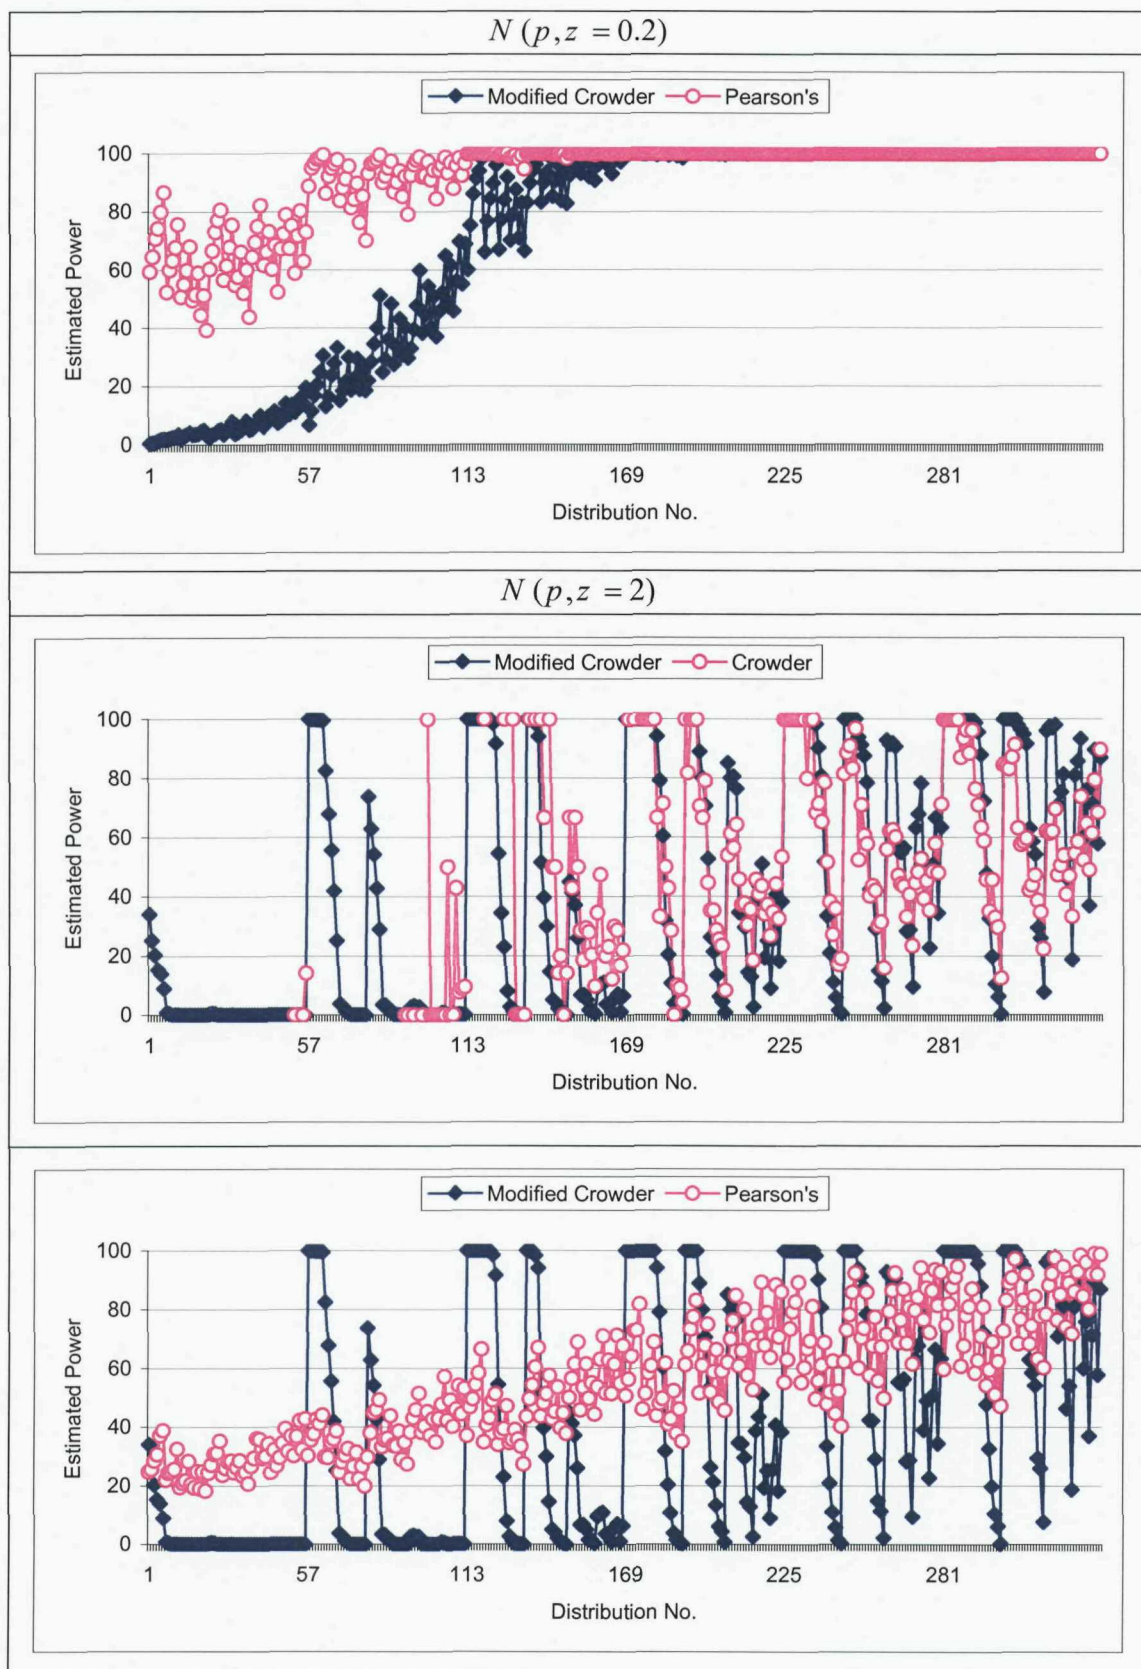 N (p, z = 0.2)
Modified Crowder Pearson's
Estimated Power
100
80
60
40
20
0
1 57 113 169 225 281
Distribution No.
N (p, z = 2)
Modified Crowder Crowder
Estimated Power
100
80
60
40
20
0
1 57 113 169 225 281
Distribution No.
Modified Crowder Pearson's
Estimated Power
100
80
60
40
20
0
1 57 113 169 225 281
Distribution No.